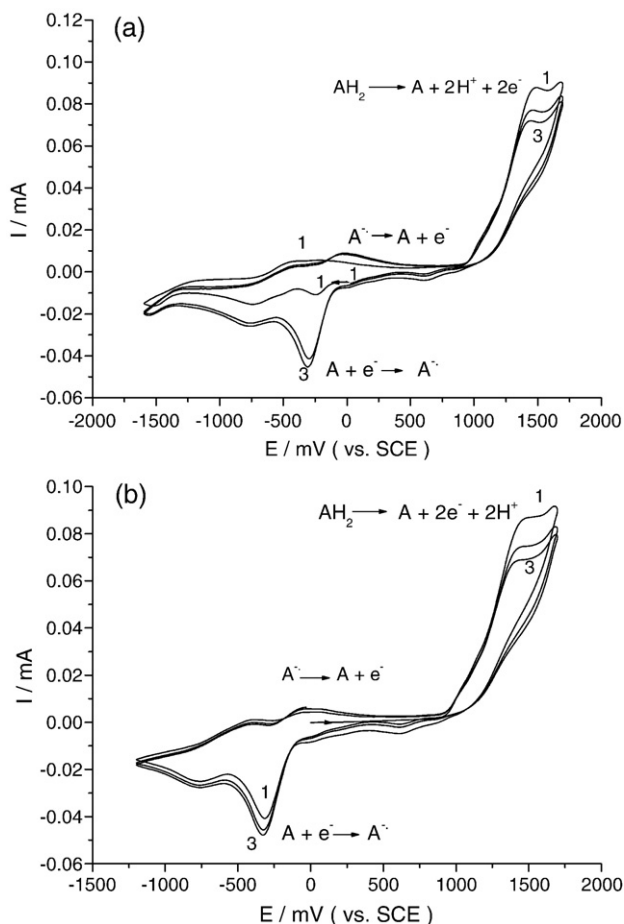 (a)
0.12
0.10
0.08
0.06
0.04
0.02
0.00
-0.02
-0.04
0.06
I / mA
AH₂ → A + 2H⁺ + 2e⁻
1
3
1
A⁻· → A + e⁻
1
1
3
A + e⁻ → A⁻·
-2000 -1500 -1000 -500 0 500 1000 1500 2000
E / mV ( vs. SCE )
(b)
0.10
0.08
0.06
0.04
0.02
0.00
-0.02
-0.04
-0.06
I / mA
AH₂ → A + 2e⁻ + 2H⁺
1
3
A⁻· → A + e⁻
1
3
A + e⁻ → A⁻·
-1500 -1000 -500 0 500 1000 1500 2000
E / mV ( vs. SCE )